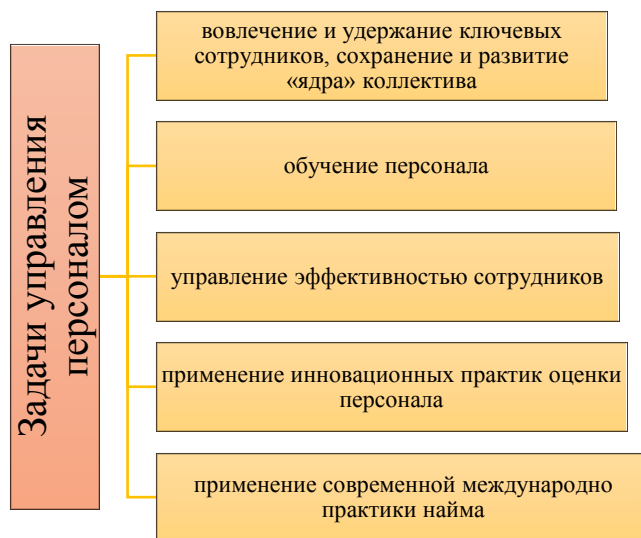 Задачи управления
персоналом
вовлечение и удержание ключевых
сотрудников, сохранение и развитие
«ядра» коллектива
обучение персонала
управление эффективностью сотрудников
применение инновационных практик оценки
персонала
применение современной международно
практики найма